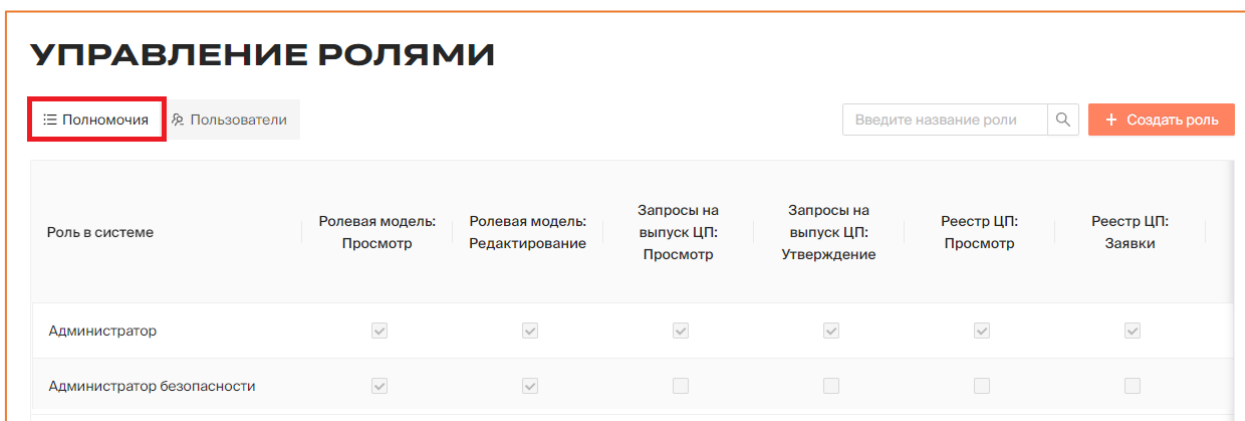 УПРАВЛЕНИЕ РОЛЯМИ
Полномочия Пользователи Введите название роли + Создать роль
Роль в системе Ролевая модель: Просмотр Ролевая модель: Редактирование Запросы на выпуск ЦП: Просмотр Запросы на выпуск ЦП: Утверждение Реестр ЦП: Просмотр Реестр ЦП: Заявки
Администратор
Администратор безопасности